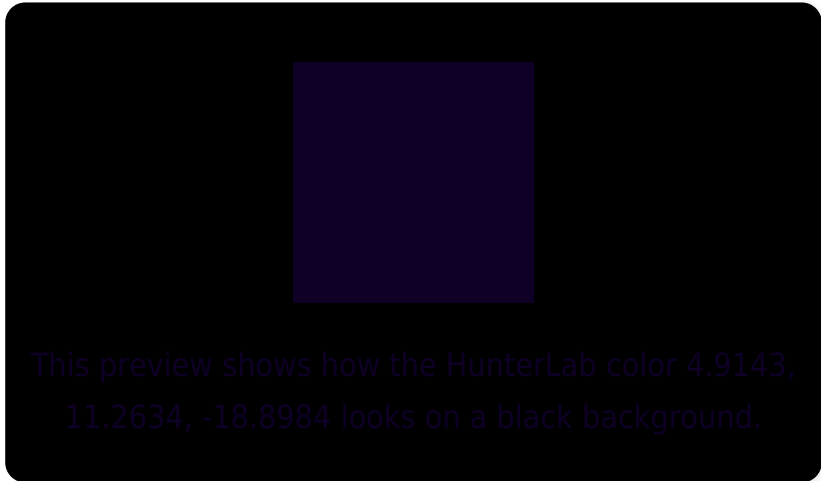 This preview shows how the HunterLab color 4.9143,
11.2634, -18.8984 looks on a black background.